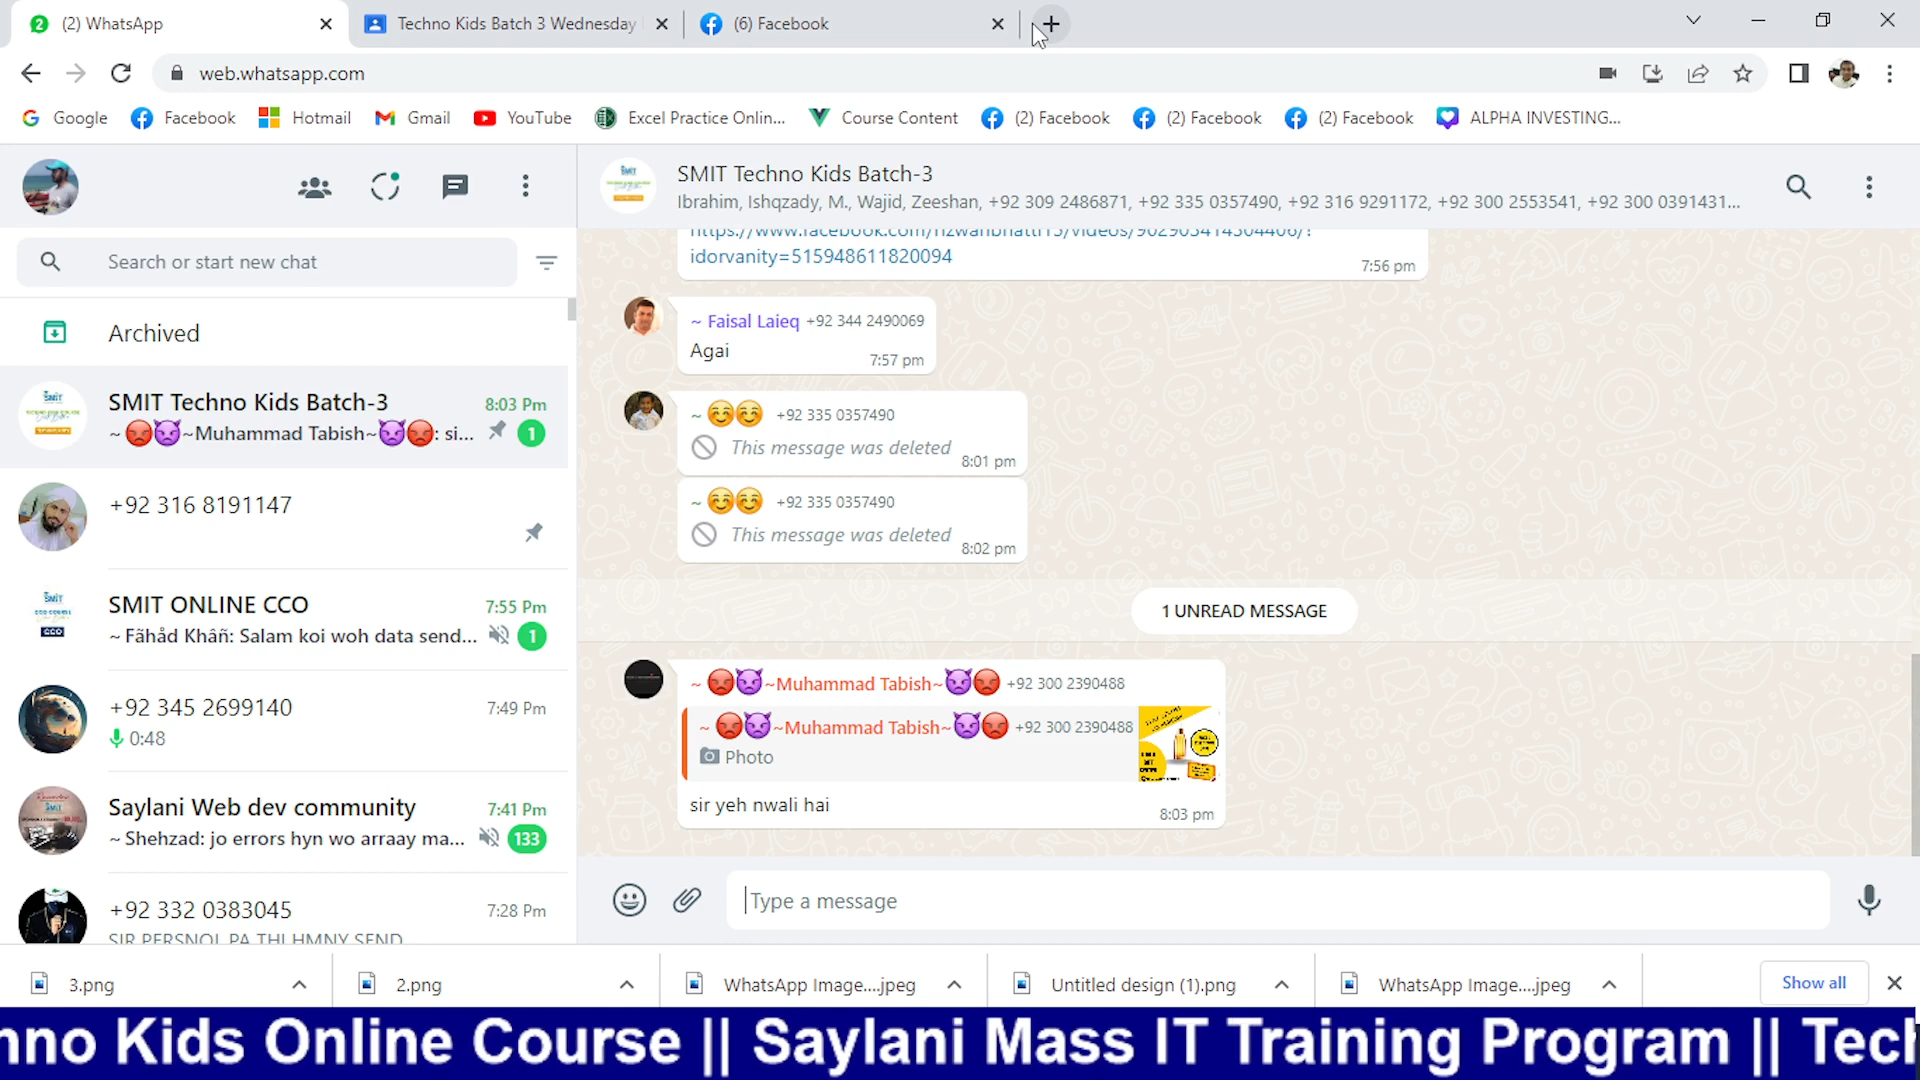 (2) WhatsApp
Techno Kids Batch 3 Wednesday
(6) Facebook
web.whatsapp.com
Google
Facebook
Hotmail
Gmail
YouTube
Excel Practice Onlin...
Course Content
(2) Facebook
(2) Facebook
(2) Facebook
ALPHA INVESTING...
SMIT Techno Kids Batch-3
Ibrahim, Ishqzady, M., Wajid, Zeeshan, +92 309 2486871, +92 335 0357490, +92 316 9291172, +92 300 2553541, +92 300 0391431...
Search or start new chat
Archived
SMIT Techno Kids Batch-3
8:03 Pm
~ 😡👿~Muhammad Tabish~👿😡: si...
1
+92 316 8191147
SMIT ONLINE CCO
7:55 Pm
~ Fãhåd Khâñ: Salam koi woh data send...
1
+92 345 2699140
7:49 Pm
0:48
Saylani Web dev community
7:41 Pm
~ Shehzad: jo errors hyn wo arraay ma...
133
+92 332 0383045
7:28 Pm
SIR PERSNOL PA THI HMNY SEND
idorvanity=515948611820094
7:56 pm
~ Faisal Laieq +92 344 2490069
Agai
7:57 pm
~ ☺️☺️ +92 335 0357490
This message was deleted
8:01 pm
~ ☺️☺️ +92 335 0357490
This message was deleted
8:02 pm
1 UNREAD MESSAGE
~ 😡👿~Muhammad Tabish~👿😡 +92 300 2390488
~ 😡👿~Muhammad Tabish~👿😡 +92 300 2390488
Photo
sir yeh nwali hai
8:03 pm
Type a message
3.png
2.png
WhatsApp Image....jpeg
Untitled design (1).png
WhatsApp Image....jpeg
Show all
hno Kids Online Course || Saylani Mass IT Training Program || Tech